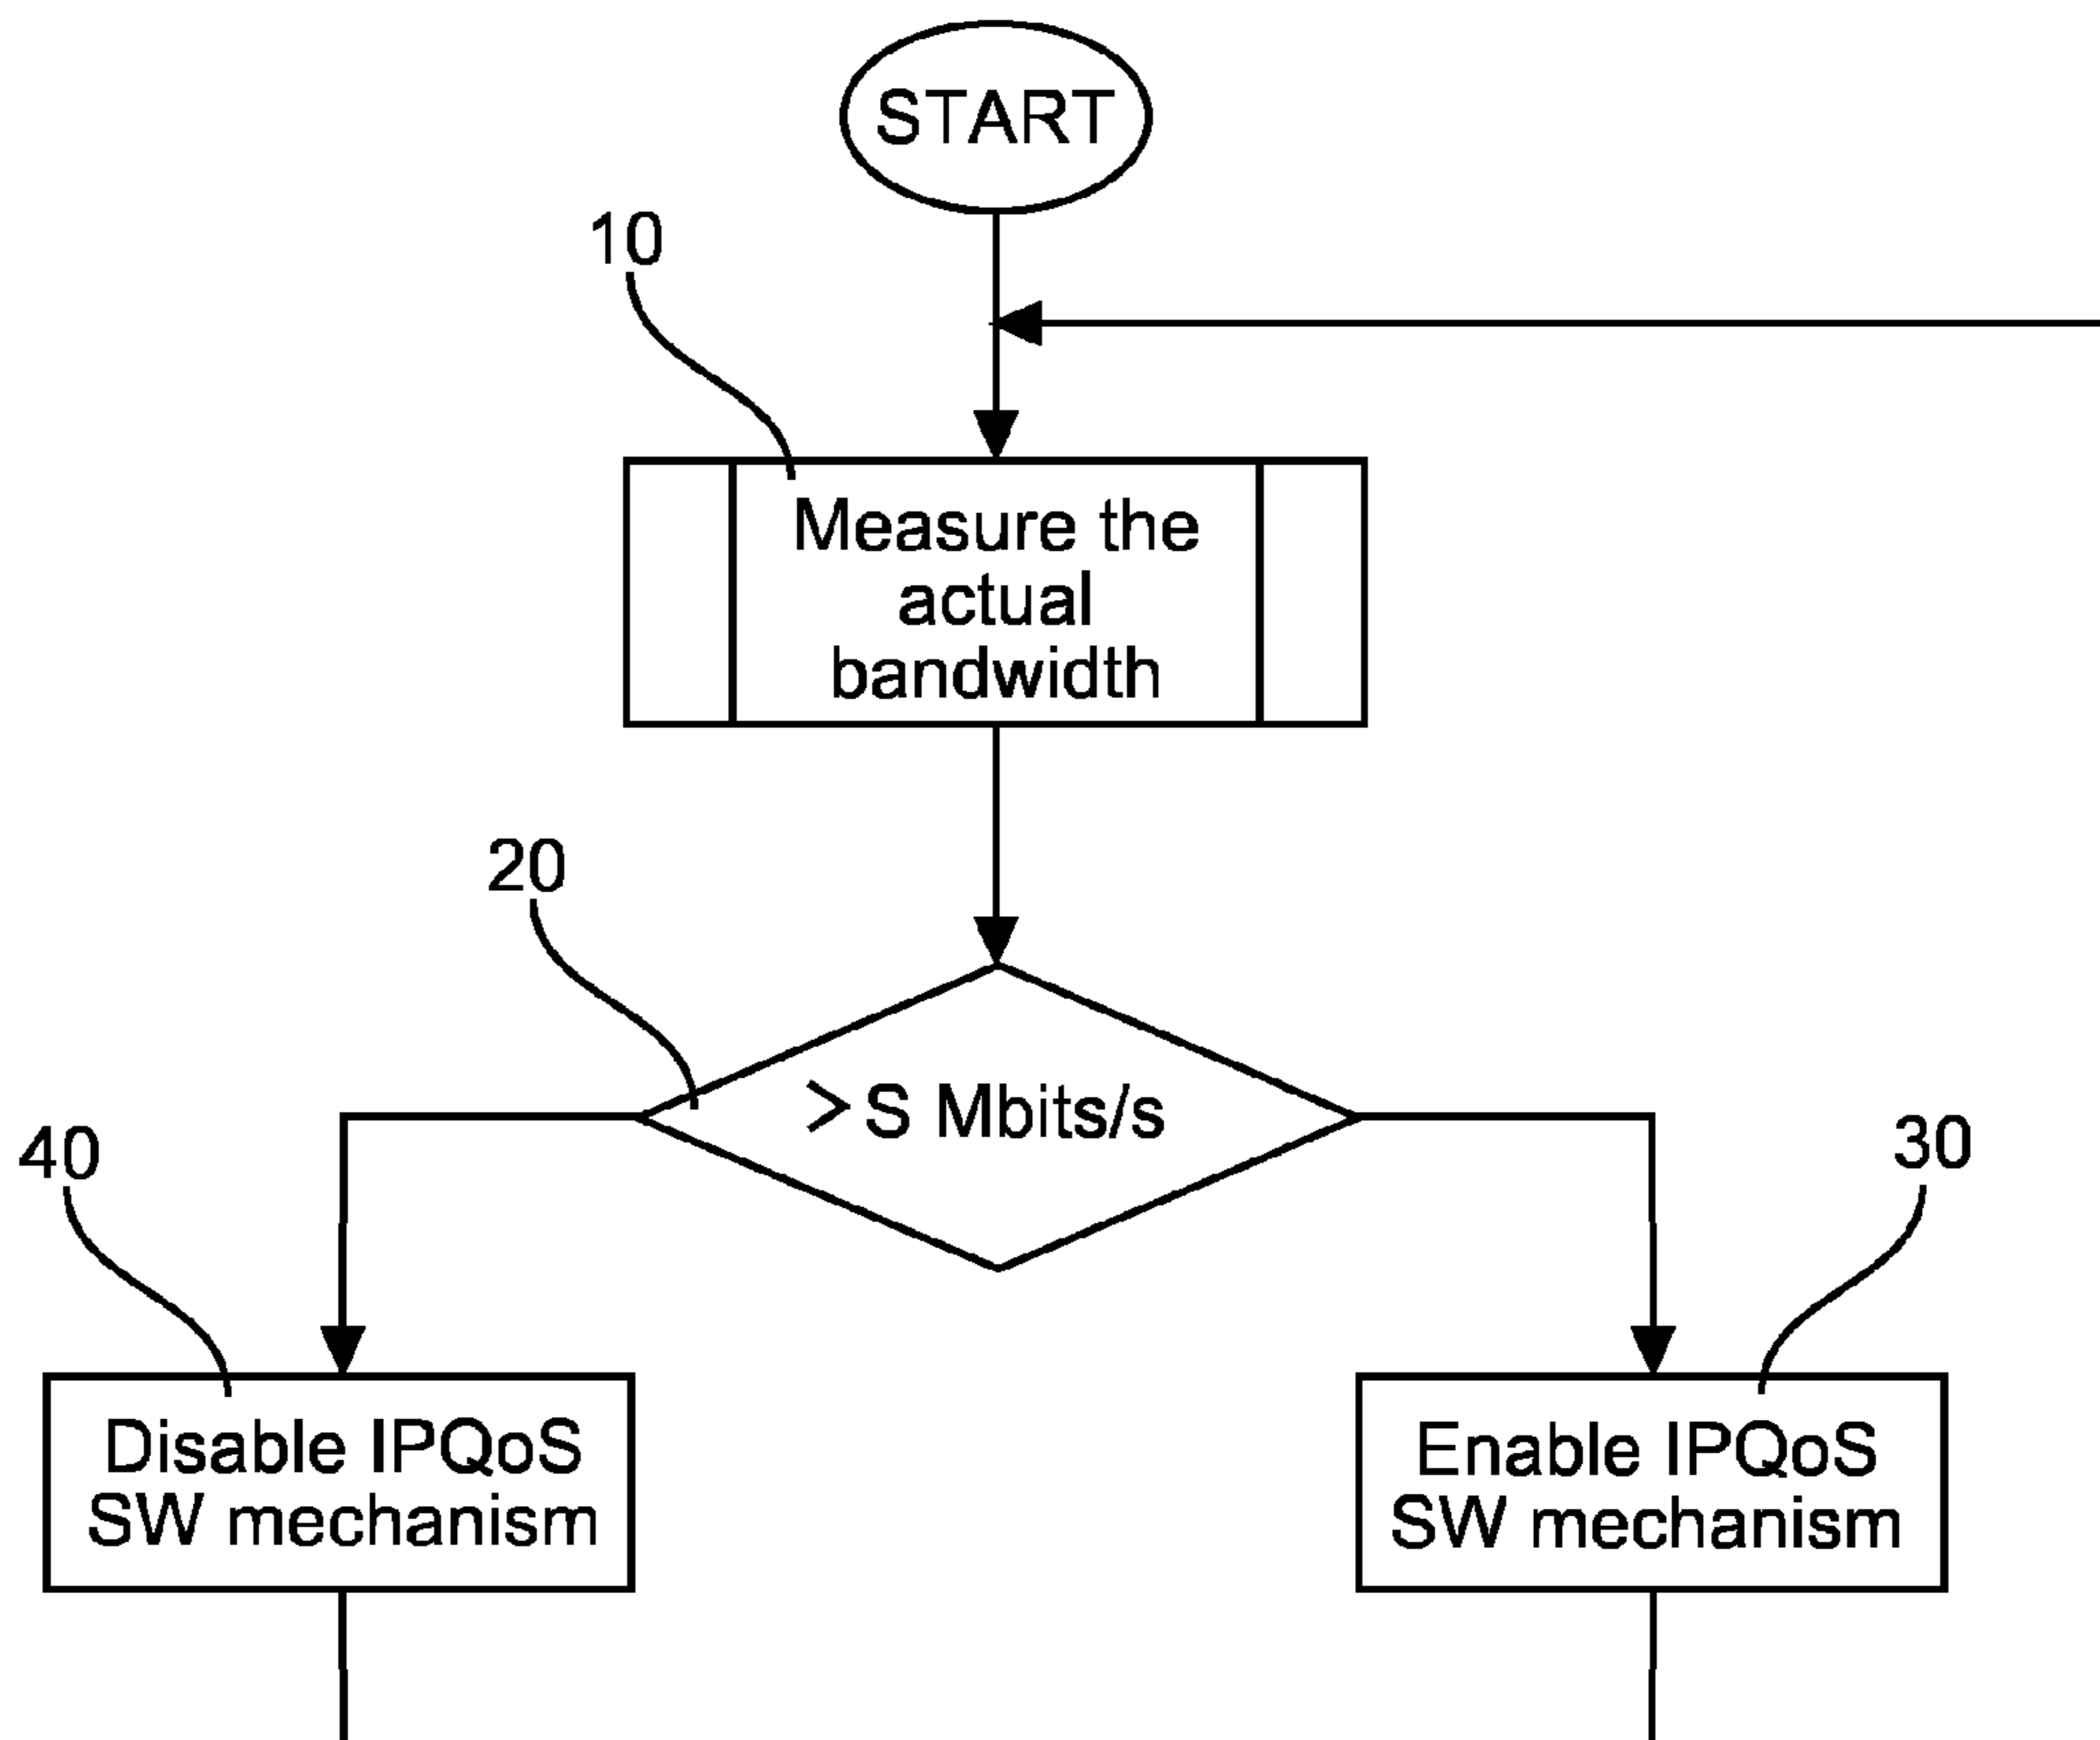 START
10
Measure the
actual
bandwidth
20
> S Mbits/s
40
30
Disable IPQoS
SW mechanism
Enable IPQoS
SW mechanism